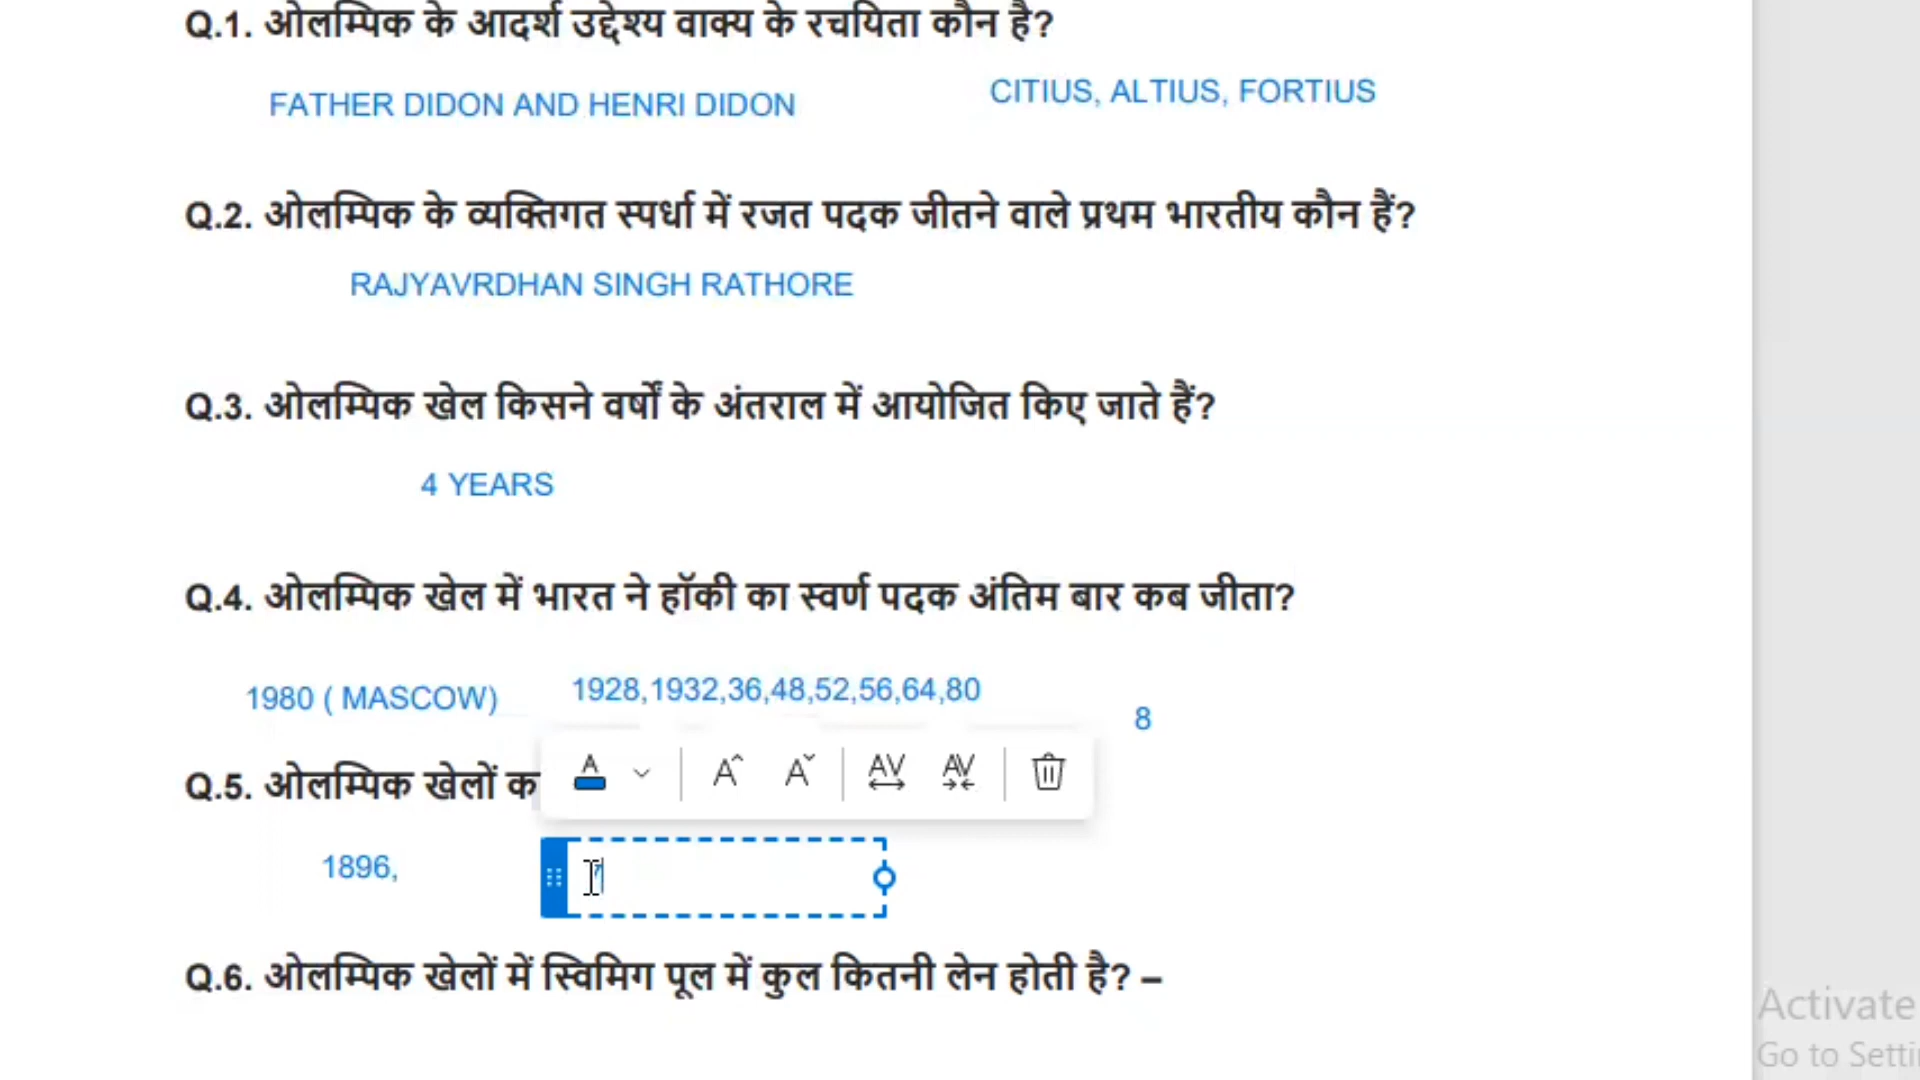 Q.1. ओलम्पिक के आदर्श उद्देश्य वाक्य के रचयिता कौन है?
FATHER DIDON AND HENRI DIDON CITIUS, ALTIUS, FORTIUS
Q.2. ओलम्पिक के व्यक्तिगत स्पर्धा में रजत पदक जीतने वाले प्रथम भारतीय कौन हैं?
RAJYAVRDHAN SINGH RATHORE
Q.3. ओलम्पिक खेल किसने वर्षों के अंतराल में आयोजित किए जाते हैं?
4 YEARS
Q.4. ओलम्पिक खेल में भारत ने हॉकी का स्वर्ण पदक अंतिम बार कब जीता?
1980 ( MASCOW) 1928,1932,36,48,52,56,64,80 8
Q.5. ओलम्पिक खेलों क
1896,
Q.6. ओलम्पिक खेलों में स्विमिग पूल में कुल कितनी लेन होती है? –
Activate
Go to Setti